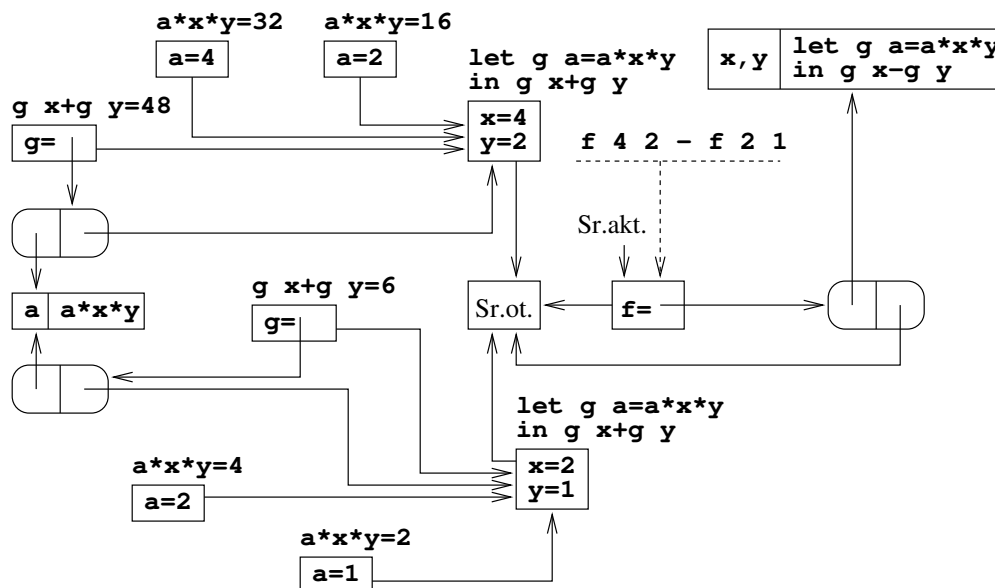 a*x*y=32
a*x*y=16
a=4
a=2
let g a=a*x*y
in g x+g y
x,y
let g a=a*x*y
in g x-g y
g x+g y=48
g=
x=4
y=2
f 4 2 - f 2 1
Sr.akt.
a
a*x*y
g x+g y=6
g=
Sr.ot.
f=
let g a=a*x*y
in g x+g y
x=2
y=1
a*x*y=4
a=2
a*x*y=2
a=1